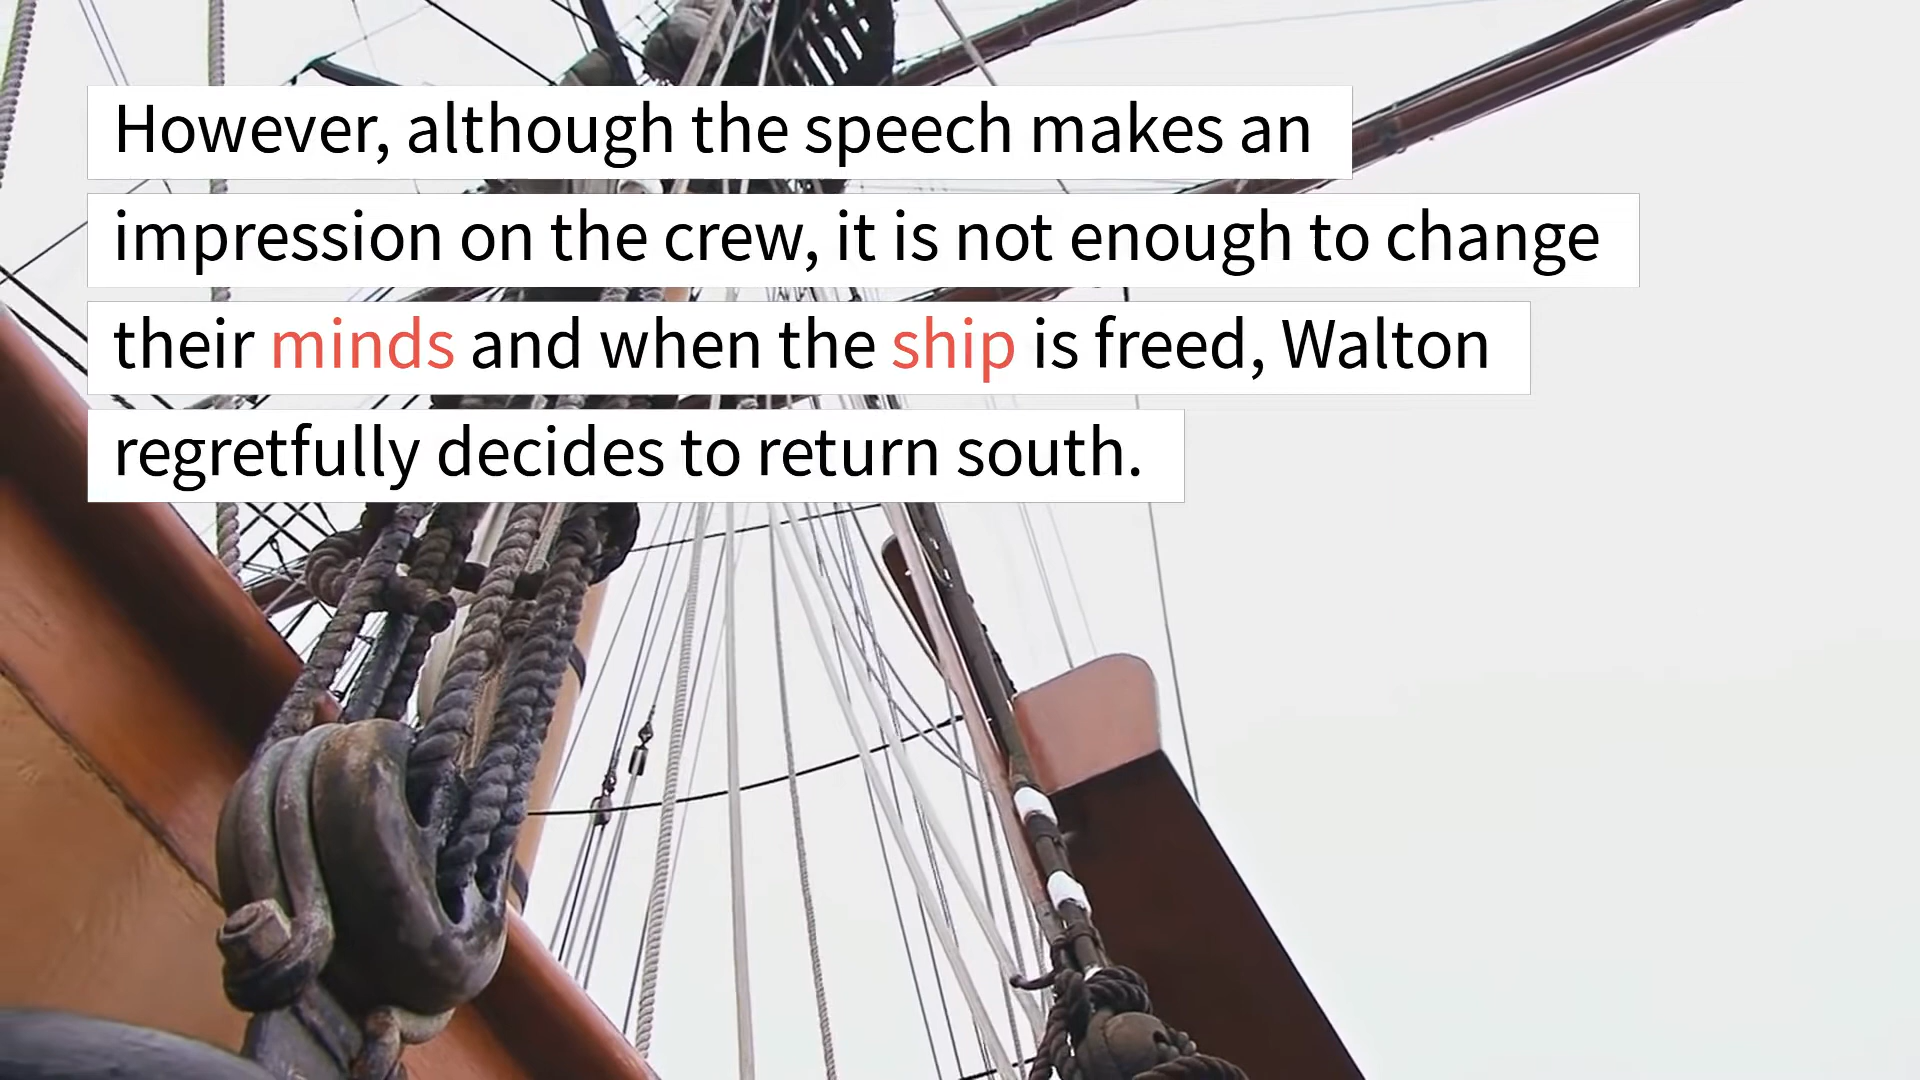 However, although the speech makes an
impression on the crew, it is not enough to change
their minds and when the ship is freed, Walton
regretfully decides to return south.